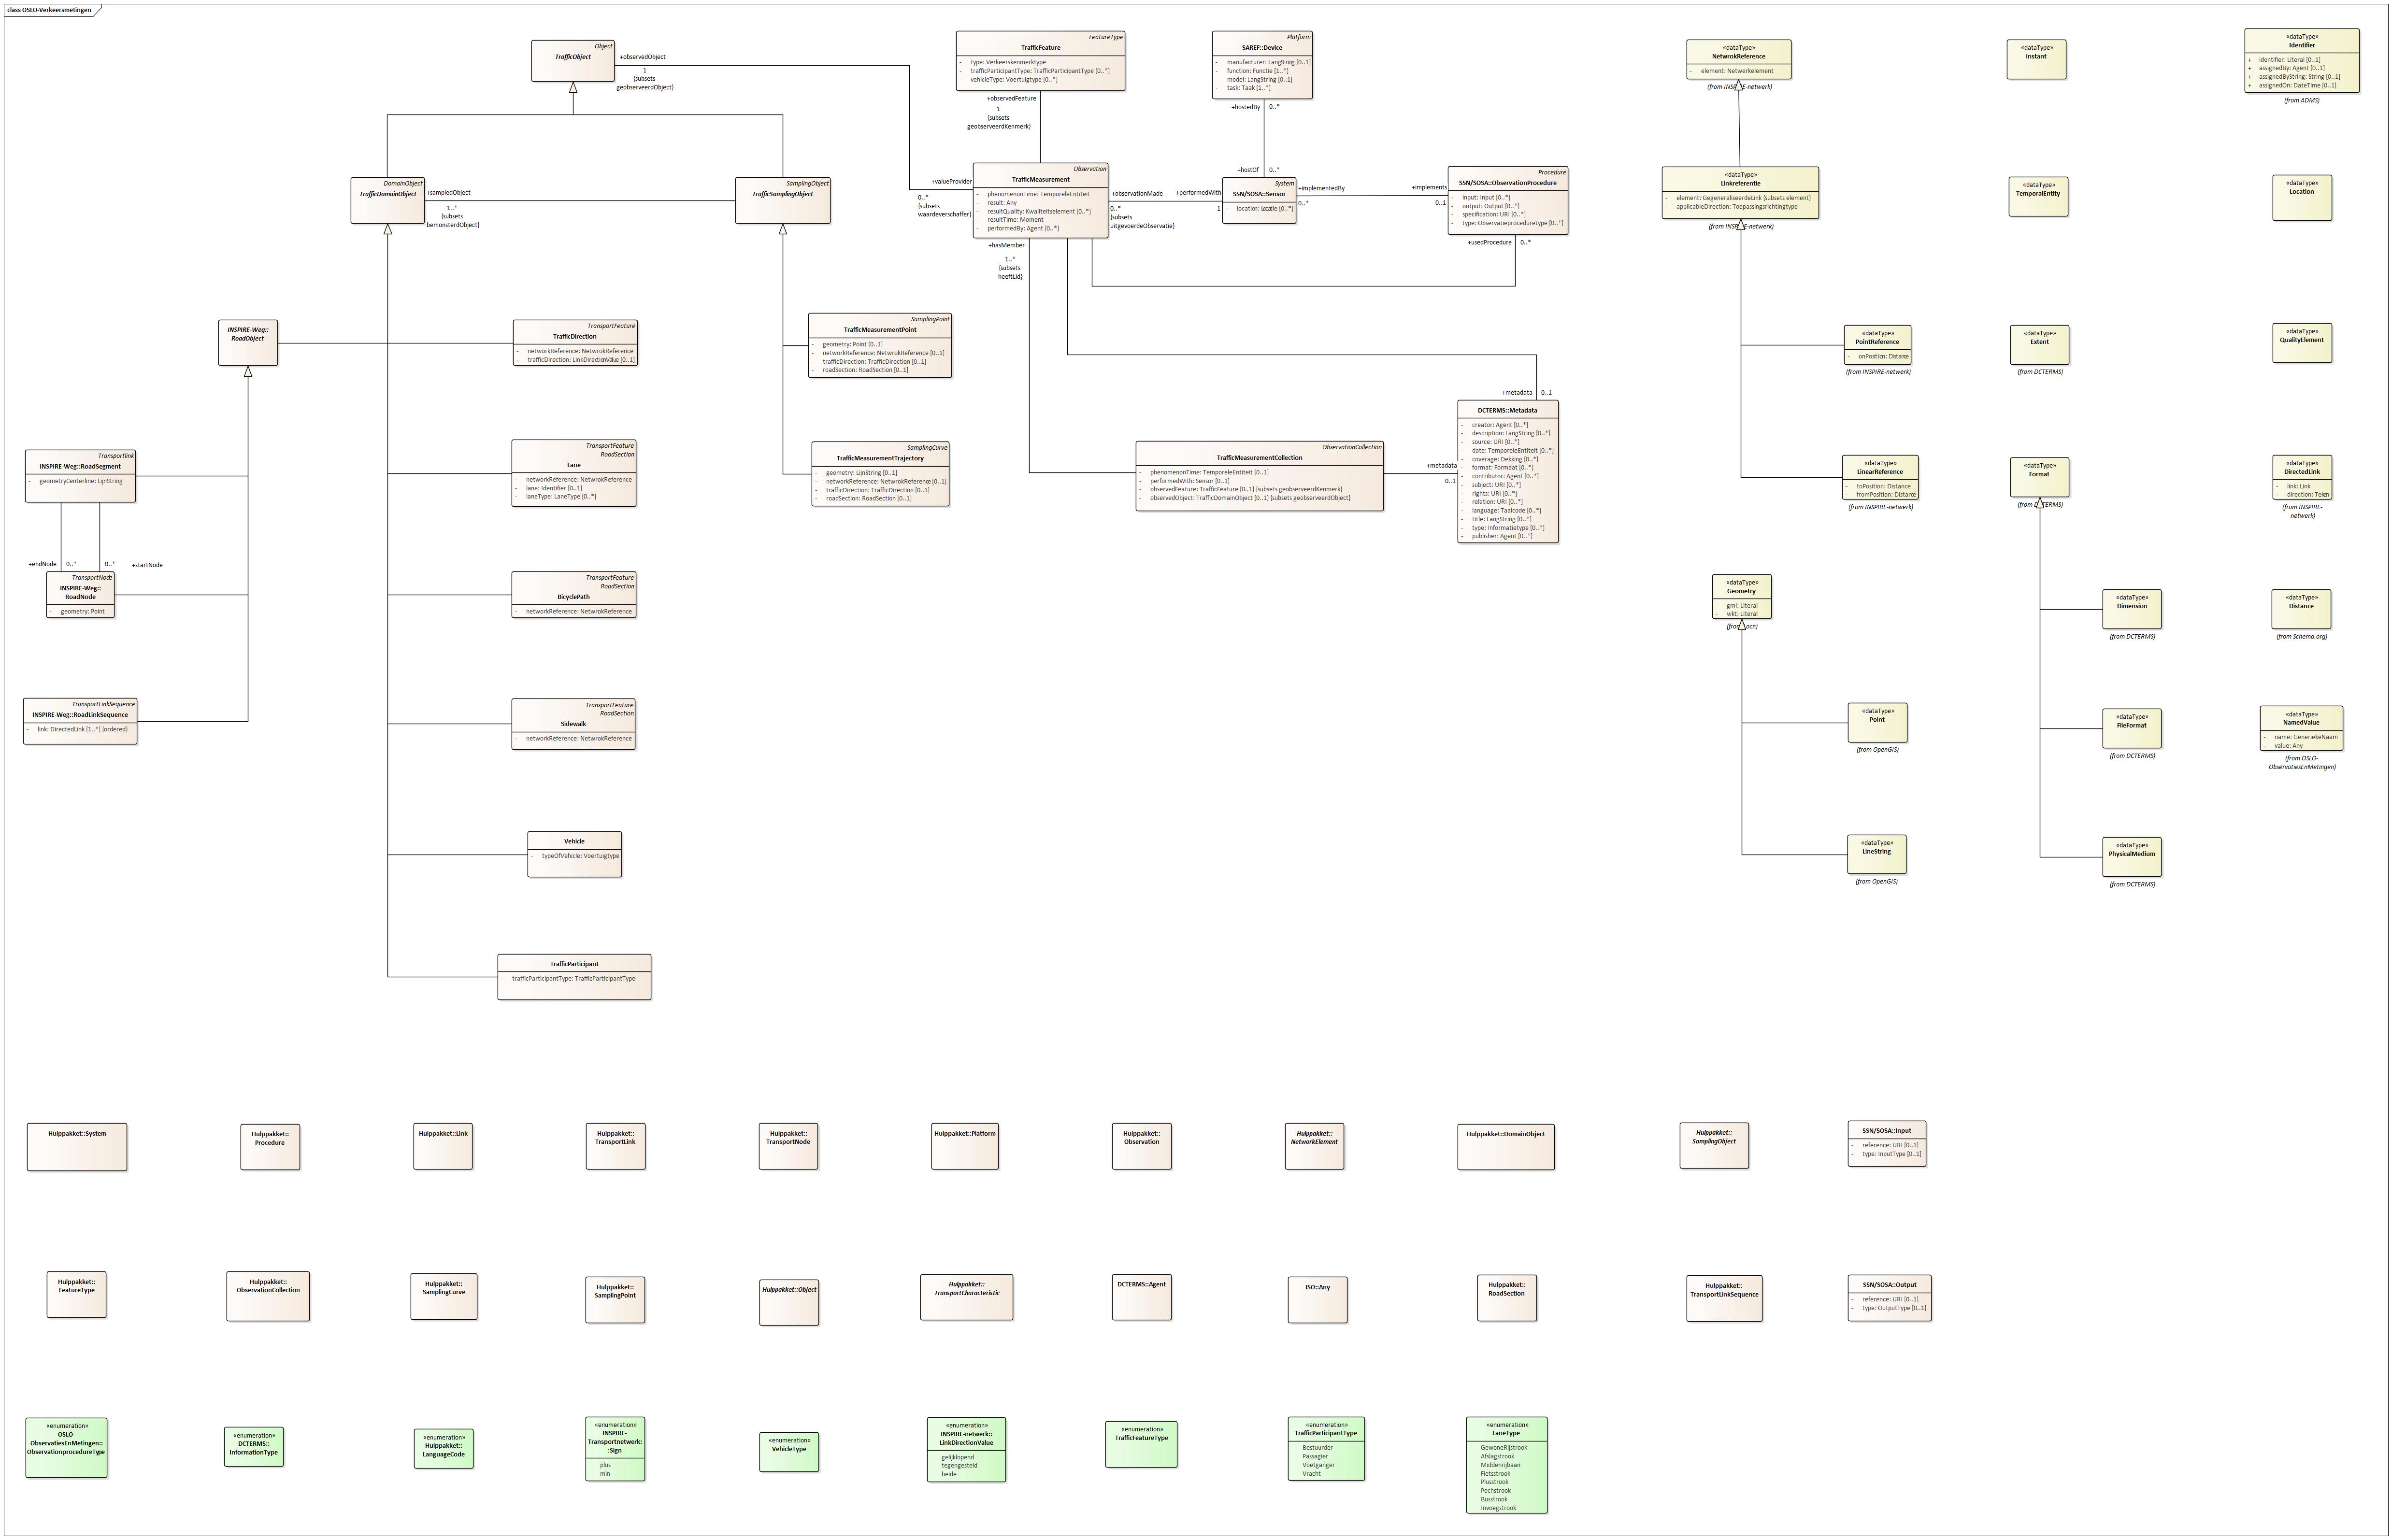 class OSLO-Verkeersmetingen
Object
TrafficObject
+observedObject
1
{subsets
geobserveerdObject}
FeatureType
TrafficFeature
- type: Verkeerskenmerktype
- trafficParticipantType: TrafficParticipantType [0..*]
- vehicleType: Voertuigtype [0..*]
+observedFeature
1
{subsets
geobserveerdKenmerk}
Platform
SAREF::Device
- manufacturer: LangString [0..1]
- function: Functie [1..*]
- model: LangString [0..1]
- task: Taak [1..*]
+hostedBy 0..*
+hostOf 0..*
«dataType»
NetwrokReference
- element: Netwerkelement
(from INSPIRE-netwerk)
«dataType»
Instant
«dataType»
Identifier
+ identifier: Literal [0..1]
+ assignedBy: Agent [0..1]
+ assignedByString: String [0..1]
+ assignedOn: DateTime [0..1]
(from ADMS)
DomainObject
TrafficDomainObject
+sampledObject
1..*
{subsets
bemonsterdObject}
SamplingObject
TrafficSamplingObject
+valueProvider
0..*
{subsets
waardeverschaffer}
Observation
TrafficMeasurement
- phenomenonTime: TemporeleEntiteit
- result: Any
- resultQuality: Kwaliteitselement [0..*]
- resultTime: Moment
- performedBy: Agent [0..*]
+observationMade
0..*
{subsets
uitgevoerdeObservatie}
+performedWith
1
System
SSN/SOSA::Sensor
- location: Locatie [0..*]
+implementedBy
0..*
+implements
0..1
Procedure
SSN/SOSA::ObservationProcedure
- input: Input [0..*]
- output: Output [0..*]
- specification: URI [0..*]
- type: Observatieproceduretype [0..*]
+usedProcedure 0..*
+hasMember
1..*
{subsets
heeftLid}
«dataType»
Linkreferentie
- element: GegeneraliseerdeLink {subsets element}
- applicableDirection: Toepassingsrichtingtype
(from INSPIRE-netwerk)
«dataType»
TemporalEntity
«dataType»
Location
INSPIRE-Weg::
RoadObject
TransportFeature
TrafficDirection
- networkReference: NetwrokReference
- trafficDirection: LinkDirectionValue [0..1]
SamplingPoint
TrafficMeasurementPoint
- geometry: Point [0..1]
- networkReference: NetwrokReference [0..1]
- trafficDirection: TrafficDirection [0..1]
- roadSection: RoadSection [0..1]
«dataType»
PointReference
- onPosition: Distance
(from INSPIRE-netwerk)
«dataType»
Extent
(from DCTERMS)
«dataType»
QualityElement
Transportlink
INSPIRE-Weg::RoadSegment
- geometryCenterline: LijnString
TransportFeature
RoadSection
Lane
- networkReference: NetwrokReference
- lane: Identifier [0..1]
- laneType: LaneType [0..*]
SamplingCurve
TrafficMeasurementTrajectory
- geometry: LijnString [0..1]
- networkReference: NetwrokReference [0..1]
- trafficDirection: TrafficDirection [0..1]
- roadSection: RoadSection [0..1]
ObservationCollection
TrafficMeasurementCollection
- phenomenonTime: TemporeleEntiteit [0..1]
- performedWith: Sensor [0..1]
- observedFeature: TrafficFeature [0..1] {subsets geobserveerdKenmerk}
- observedObject: TrafficDomainObject [0..1] {subsets geobserveerdObject}
+metadata
0..1
+metadata 0..1
DCTERMS::Metadata
- creator: Agent [0..*]
- description: LangString [0..*]
- source: URI [0..*]
- date: TemporeleEntiteit [0..*]
- coverage: Dekking [0..*]
- format: Formaat [0..*]
- contributor: Agent [0..*]
- subject: URI [0..*]
- rights: URI [0..*]
- relation: URI [0..*]
- language: Taalcode [0..*]
- title: LangString [0..*]
- type: Informatietype [0..*]
- publisher: Agent [0..*]
«dataType»
LinearReference
- toPosition: Distance
- fromPosition: Distance
(from INSPIRE-netwerk)
«dataType»
Format
(from DCTERMS)
«dataType»
DirectedLink
- link: Link
- direction: Teken
(from INSPIRE-
netwerk)
+endNode 0..* 0..* +startNode
TransportNode
INSPIRE-Weg::
RoadNode
- geometry: Point
TransportFeature
RoadSection
BicyclePath
- networkReference: NetwrokReference
«dataType»
Geometry
- gml: Literal
- wkt: Literal
(from Locn)
«dataType»
Dimension
(from DCTERMS)
«dataType»
Distance
(from Schema.org)
TransportLinkSequence
INSPIRE-Weg::RoadLinkSequence
- link: DirectedLink [1..*] {ordered}
TransportFeature
RoadSection
Sidewalk
- networkReference: NetwrokReference
«dataType»
Point
(from OpenGIS)
«dataType»
FileFormat
(from DCTERMS)
«dataType»
NamedValue
- name: GeneriekeNaam
- value: Any
(from OSLO-
ObservatiesEnMetingen)
Vehicle
- typeOfVehicle: Voertuigtype
«dataType»
LineString
(from OpenGIS)
«dataType»
PhysicalMedium
(from DCTERMS)
TrafficParticipant
- trafficParticipantType: TrafficParticipantType
Hulppakket::System
Hulppakket::
Procedure
Hulppakket::Link
Hulppakket::
TransportLink
Hulppakket::
TransportNode
Hulppakket::Platform
Hulppakket::
Observation
Hulppakket::
NetworkElement
Hulppakket::DomainObject
Hulppakket::
SamplingObject
SSN/SOSA::Input
- reference: URI [0..1]
- type: InputType [0..1]
Hulppakket::
FeatureType
Hulppakket::
ObservationCollection
Hulppakket::
SamplingCurve
Hulppakket::
SamplingPoint
Hulppakket::Object
Hulppakket::
TransportCharacteristic
DCTERMS::Agent
ISO::Any
Hulppakket::
RoadSection
Hulppakket::
TransportLinkSequence
SSN/SOSA::Output
- reference: URI [0..1]
- type: OutputType [0..1]
«enumeration»
OSLO-
ObservatiesEnMetingen::
ObservationprocedureType
«enumeration»
DCTERMS::
InformationType
«enumeration»
Hulppakket::
LanguageCode
«enumeration»
INSPIRE-
Transportnetwerk:
:Sign
plus
min
«enumeration»
VehicleType
«enumeration»
INSPIRE-netwerk::
LinkDirectionValue
gelijklopend
tegengesteld
beide
«enumeration»
TrafficFeatureType
«enumeration»
TrafficParticipantType
Bestuurder
Passagier
Voetganger
Vracht
«enumeration»
LaneType
GewoneRijstrook
Afslagstrook
Middenrijbaan
Fietsstrook
Plusstrook
Pechstrook
Busstrook
Invoegstrook